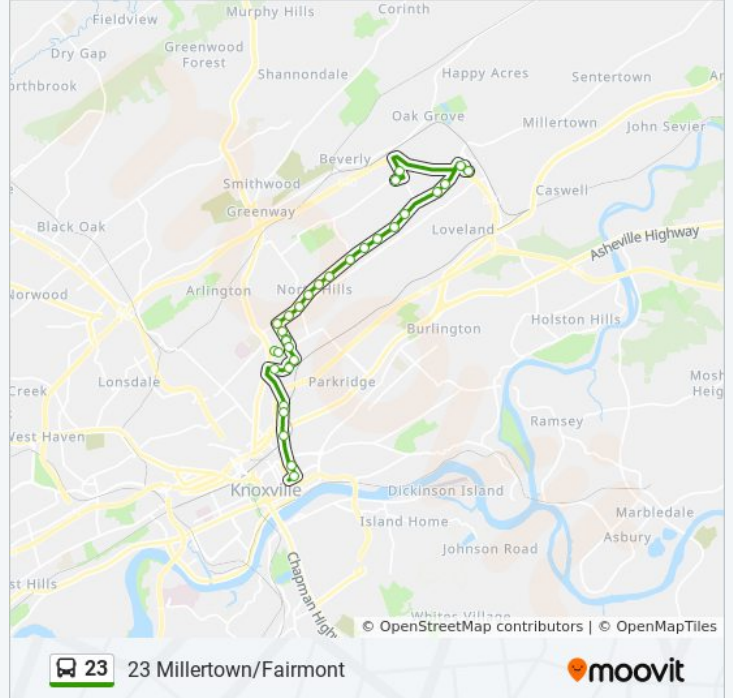 Murphy Hills
Corinth
Fieldview
Dry Gap
Greenwood
Forest
Shannondale
Happy Acres
Sentertown
Ar
rthbrook
Oak Grove
Millertown
John Sevier
Beverly
Smithwood
Caswell
Greenway
Black Oak
Loveland
Asheville Highway
Norwood
Arlington
North Hills
Holston Hills
Burlington
Creek
Lonsdale
Parkridge
Mosh
Heig
Ramsey
West Haven
Knoxville
Dickinson Island
Island Home
Marbledale
Asbury
Johnson Road
st Hills
Chapman High
Whites Village
© OpenStreetMap contributors | © OpenMapTiles
23 23 Millertown/Fairmont
moovit